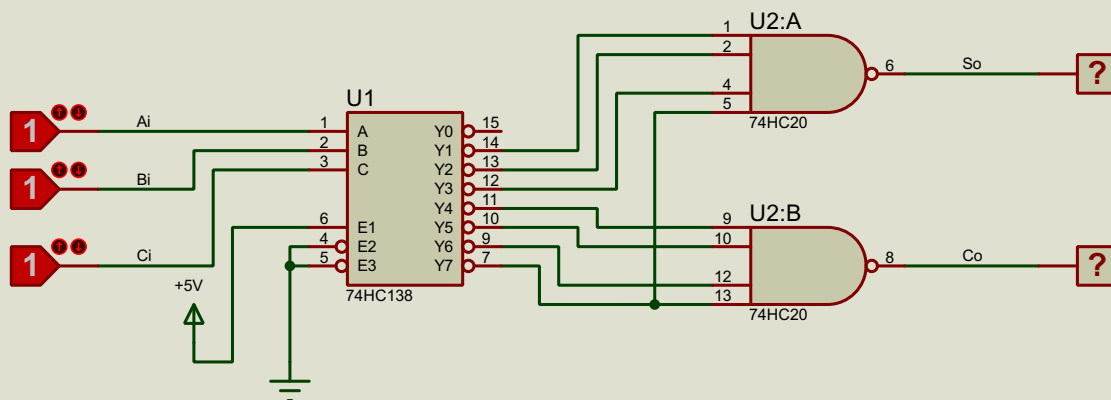 U2:A
1
2
4
5
6
So
?
74HC20
U1
1
Ai
1
A
Y0
15
2
B
Y1
14
3
C
Y2
13
1
Bi
Y3
12
Y4
11
6
E1
Y5
10
4
E2
Y6
9
5
E3
Y7
7
74HC138
1
Ci
+5V
U2:B
9
10
12
13
8
Co
?
74HC20